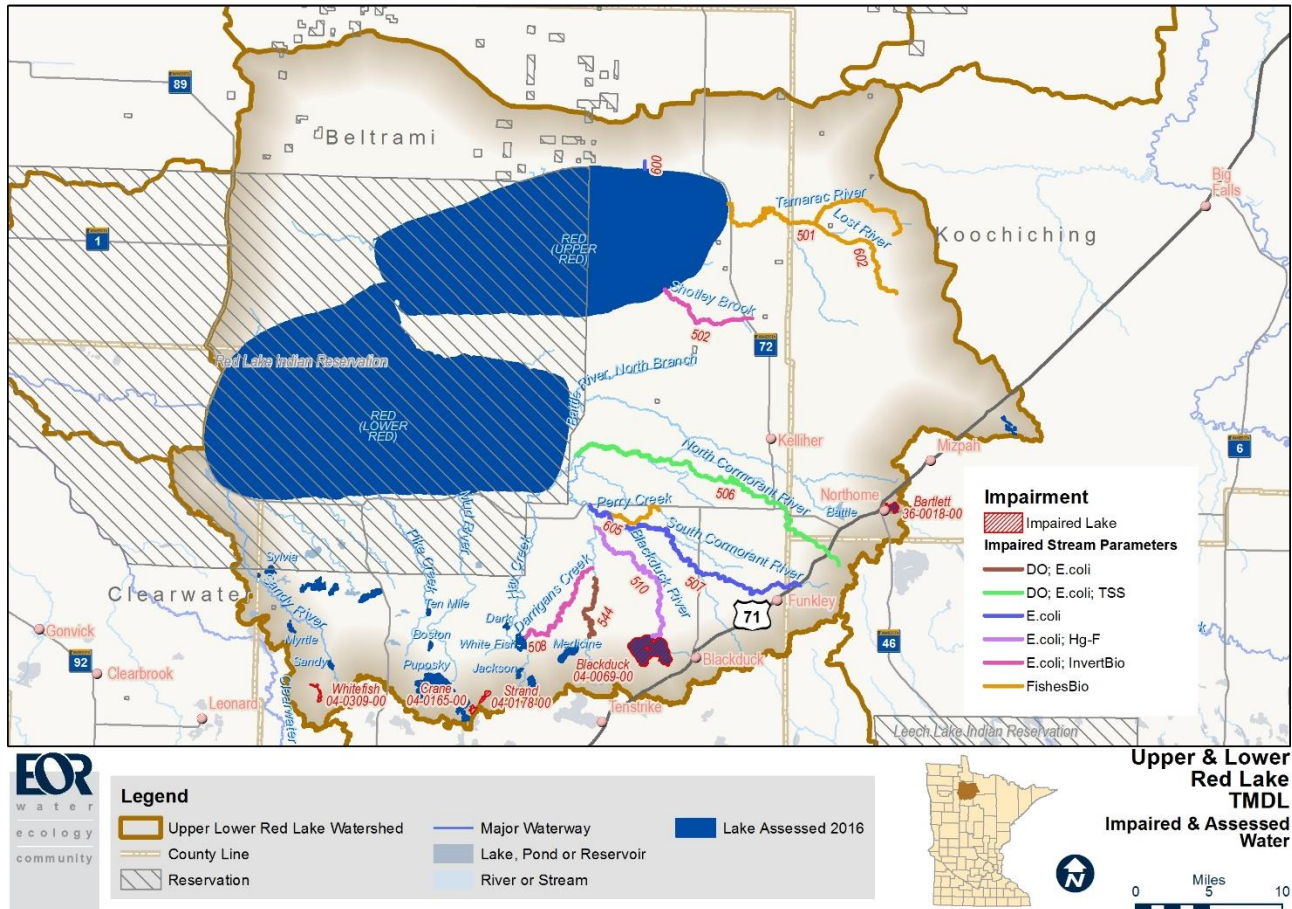 89
Beltrami
600
Big
Falls
Tamarac River
Lost River
1
RED
(UPPER
RED)
501
602
Koochiching
Shotley Brook
502
72
Red Lake Indian Reservation
Battle River, North Branch
RED
(LOWER
RED)
Kelliher
6
North Cormorant River
506
Mizpah
Northome
Battle
Bartlett
36-0018-00
Perry Creek
605
South Cormorant River
Blackduck River
507
510
Mud River
Pike Creek
Hay Creek
Darrigans Creek
Sylvia
Sandy River
Clearwater
Ten Mile
Dark
544
Funkley
71
Gonvick
Myrtle
Boston
White Fish
508
Medicine
46
92
Clearbrook
Sandy
Puposky
Jackson
Blackduck
04-0069-00
Blackduck
Leonard
Clearwater
Whitefish
04-0309-00
Crane
04-0165-00
Strand
04-0178-00
Tenstrike
Leech Lake Indian Reservation
Impairment
Impaired Lake
Impaired Stream Parameters
DO; E.coli
DO; E.coli; TSS
E.coli
E.coli; Hg-F
E.coli; InvertBio
FishesBio
EOR
water
ecology
community
Legend
Upper Lower Red Lake Watershed
County Line
Reservation
Major Waterway
Lake, Pond or Reservoir
River or Stream
Lake Assessed 2016
Upper & Lower
Red Lake
TMDL
Impaired & Assessed
Water
N
Miles
0 5 10